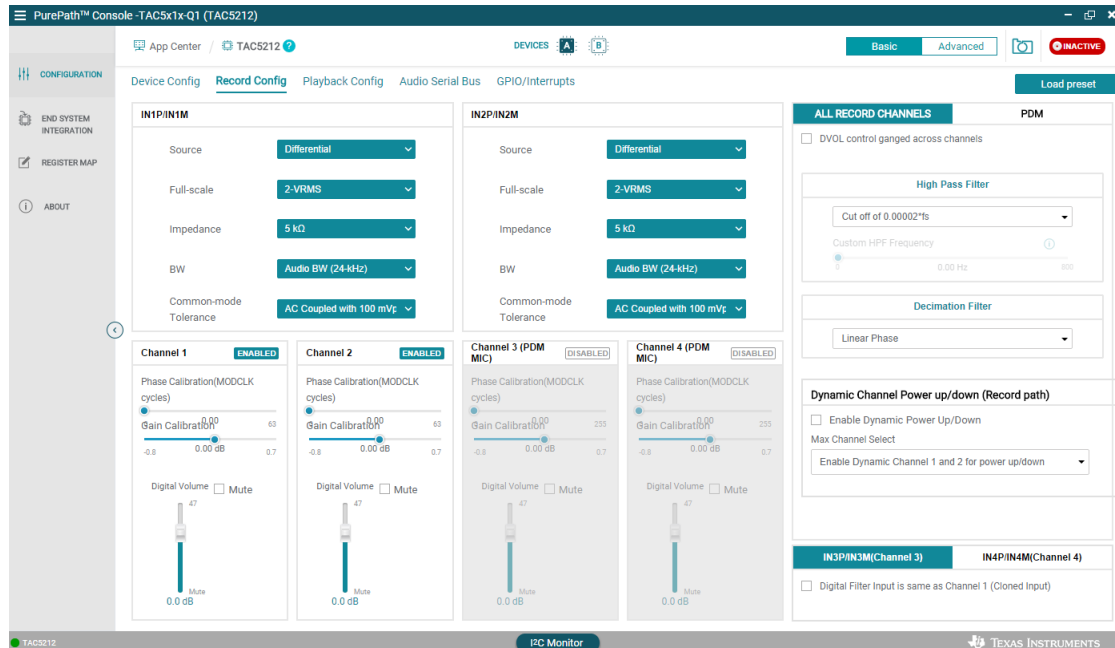 PurePath™ Console -TAC5x1x-Q1 (TAC5212)
App Center / TAC5212 ?
DEVICES A B
Basic Advanced
INACTIVE
CONFIGURATION
END SYSTEM
INTEGRATION
REGISTER MAP
ABOUT
Device Config Record Config Playback Config Audio Serial Bus GPIO/Interrupts
Load preset
IN1P/IN1M
Source Differential
Full-scale 2-VRMS
Impedance 5 kΩ
BW Audio BW (24-kHz)
Common-mode
Tolerance
AC Coupled with 100 mVp
IN2P/IN2M
Source Differential
Full-scale 2-VRMS
Impedance 5 kΩ
BW Audio BW (24-kHz)
Common-mode
Tolerance
AC Coupled with 100 mVp
ALL RECORD CHANNELS PDM
DVOL control ganged across channels
High Pass Filter
Cut off of 0.00002*fs
Custom HPF Frequency
0 0.00 Hz 800
Decimation Filter
Linear Phase
Dynamic Channel Power up/down (Record path)
Enable Dynamic Power Up/Down
Max Channel Select
Enable Dynamic Channel 1 and 2 for power up/down
IN3P/IN3M(Channel 3) IN4P/IN4M(Channel 4)
Digital Filter Input is same as Channel 1 (Cloned Input)
Channel 1 ENABLED
Phase Calibration(MODCLK
cycles)
0.00 63
Gain Calibration
-0.8 0.00 dB 0.7
Digital Volume Mute
47
Mute
0.0 dB
Channel 2 ENABLED
Phase Calibration(MODCLK
cycles)
0.00 63
Gain Calibration
-0.8 0.00 dB 0.7
Digital Volume Mute
47
Mute
0.0 dB
Channel 3 (PDM
MIC)
DISABLED
Phase Calibration(MODCLK
cycles)
0.00 255
Gain Calibration
-0.8 0.00 dB 0.7
Digital Volume Mute
47
Mute
0.0 dB
Channel 4 (PDM
MIC)
DISABLED
Phase Calibration(MODCLK
cycles)
0.00 255
Gain Calibration
-0.8 0.00 dB 0.7
Digital Volume Mute
47
Mute
0.0 dB
TAC5212
I²C Monitor
TEXAS INSTRUMENTS